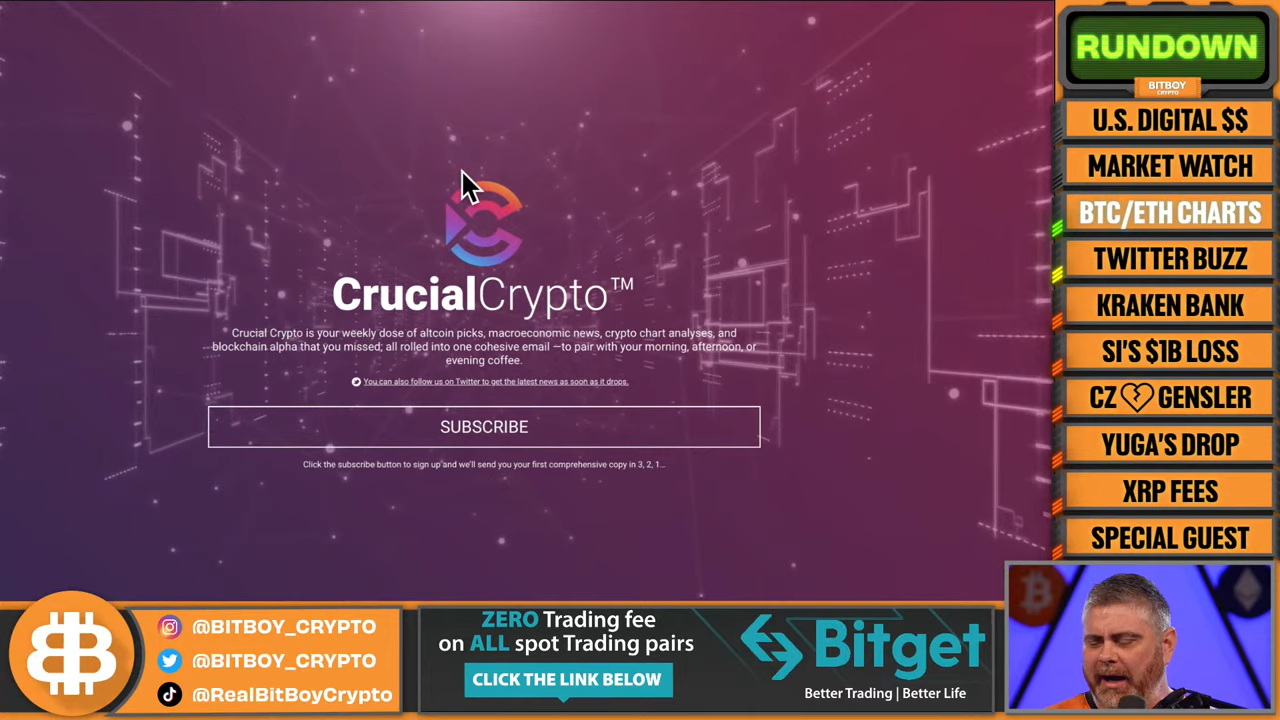 CrucialCrypto™
Crucial Crypto is your weekly dose of altcoin picks, macroeconomic news, crypto chart analyses, and
blockchain alpha that you missed; all rolled into one cohesive email —to pair with your morning, afternoon, or
evening coffee.
You can also follow us on Twitter to get the latest news as soon as it drops.
SUBSCRIBE
Click the subscribe button to sign up and we'll send you your first comprehensive copy in 3, 2, 1...
RUNDOWN
BITBOY
CRYPTO
U.S. DIGITAL $$
MARKET WATCH
BTC/ETH CHARTS
TWITTER BUZZ
KRAKEN BANK
SI'S $1B LOSS
CZ GENSLER
YUGA'S DROP
XRP FEES
SPECIAL GUEST
@BITBOY_CRYPTO
@BITBOY_CRYPTO
@RealBitBoyCrypto
ZERO Trading fee
on ALL spot Trading pairs
CLICK THE LINK BELOW
Bitget
Better Trading | Better Life